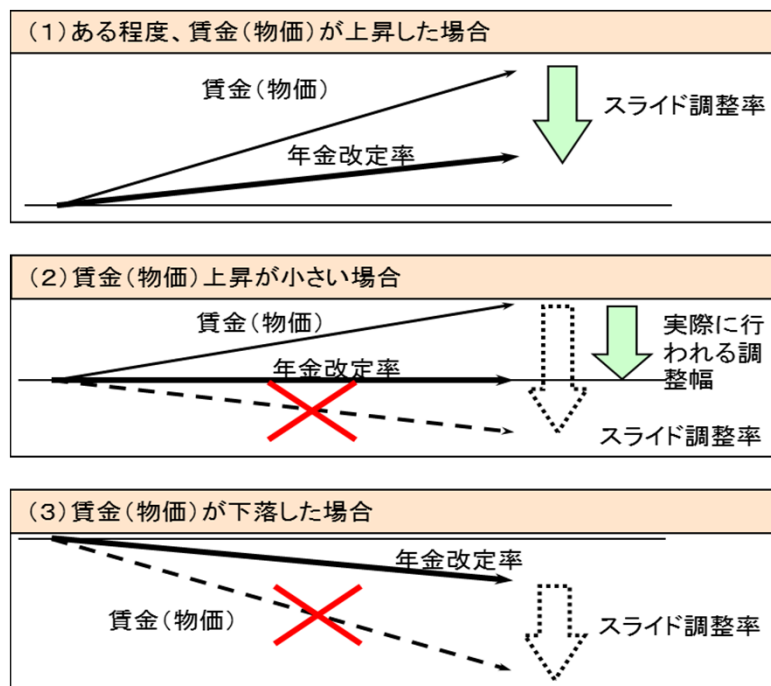 (1)ある程度、賃金(物価)が上昇した場合
賃金(物価)
年金改定率
スライド調整率
(2)賃金(物価)上昇が小さい場合
賃金(物価)
年金改定率
実際に行
われる調
整幅
スライド調整率
(3)賃金(物価)が下落した場合
年金改定率
賃金(物価)
スライド調整率